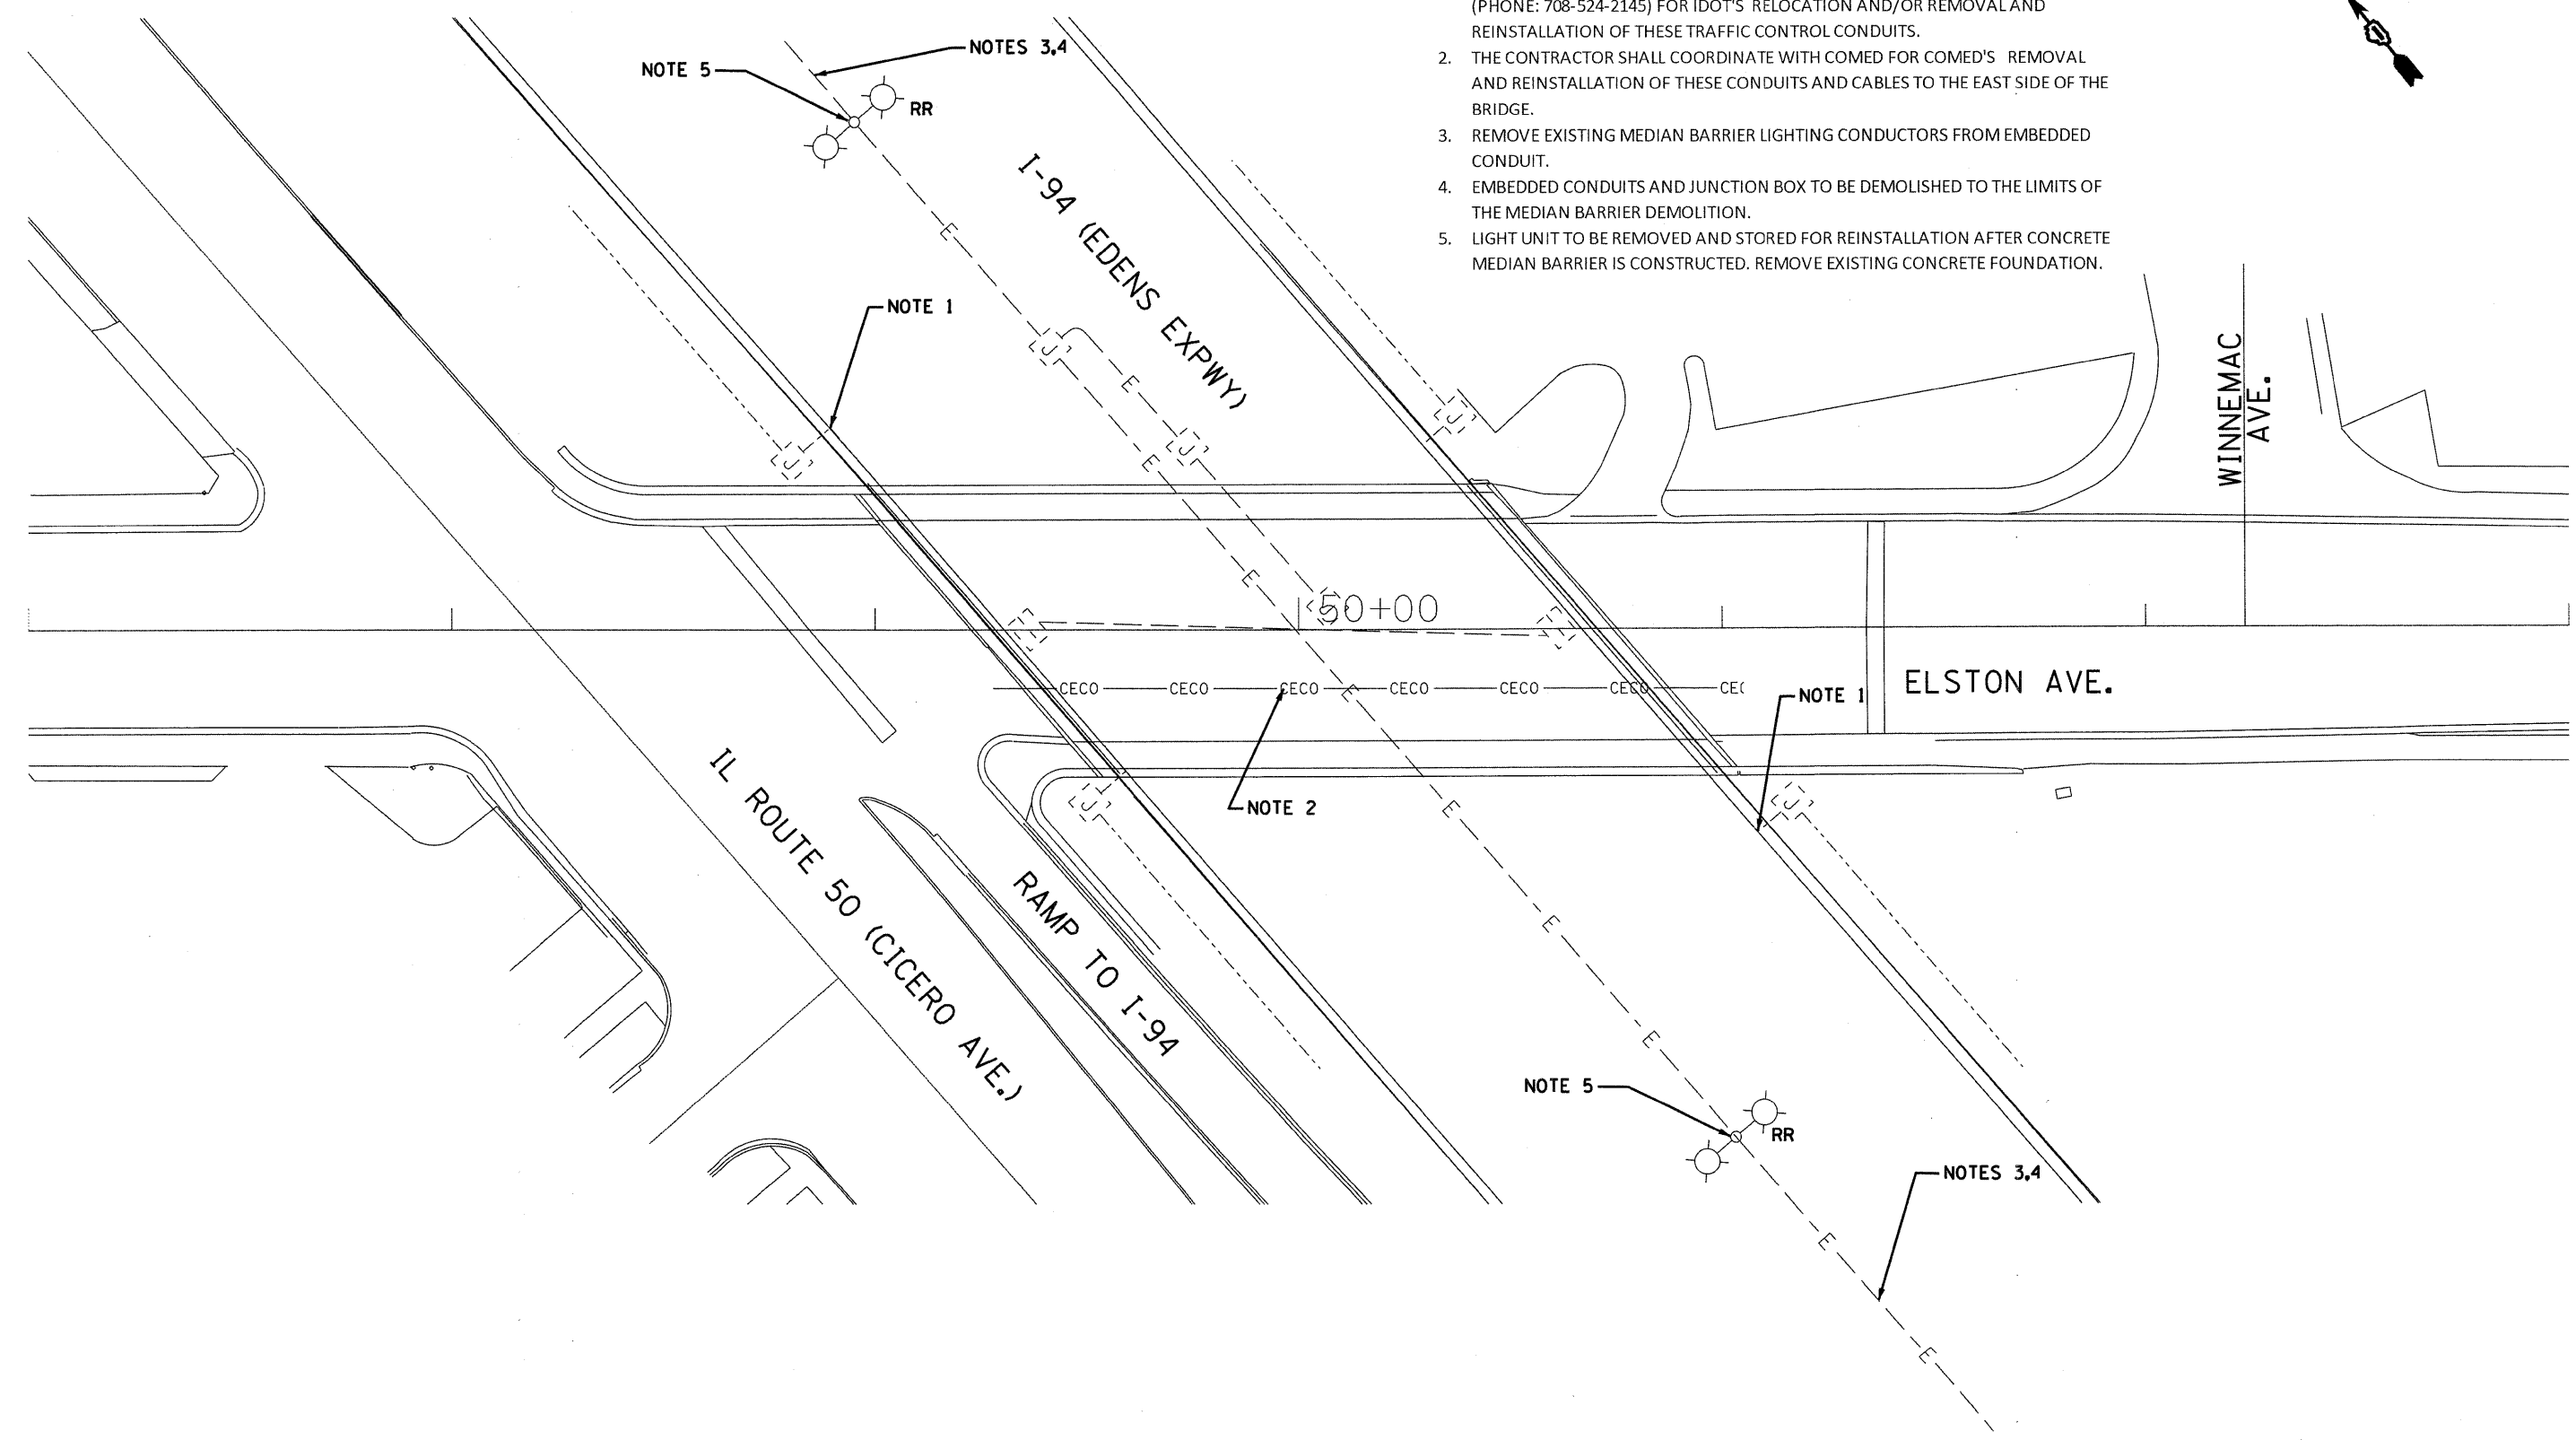 (PHONE: 708-524-2145) FOR IDOT'S RELOCATION AND/OR REMOVAL AND
REINSTALLATION OF THESE TRAFFIC CONTROL CONDUITS.
2. THE CONTRACTOR SHALL COORDINATE WITH COMED FOR COMED'S REMOVAL
AND REINSTALLATION OF THESE CONDUITS AND CABLES TO THE EAST SIDE OF THE
BRIDGE.
3. REMOVE EXISTING MEDIAN BARRIER LIGHTING CONDUCTORS FROM EMBEDDED
CONDUIT.
4. EMBEDDED CONDUITS AND JUNCTION BOX TO BE DEMOLISHED TO THE LIMITS OF
THE MEDIAN BARRIER DEMOLITION.
5. LIGHT UNIT TO BE REMOVED AND STORED FOR REINSTALLATION AFTER CONCRETE
MEDIAN BARRIER IS CONSTRUCTED. REMOVE EXISTING CONCRETE FOUNDATION.
NOTES 3,4
NOTE 5
RR
E
I-94 (EDENS EXPWY)
NOTE 1
J
E
J
J
J
E
WINNEMAC
AVE.
E
50+00
CECO CECO CECO CECO CECO CECO CEC
E
NOTE 1
ELSTON AVE.
NOTE 2
J
J
E
IL ROUTE 50 (CICERO AVE.)
RAMP TO I-94
E
E
NOTE 5
RR
NOTES 3,4
E
E